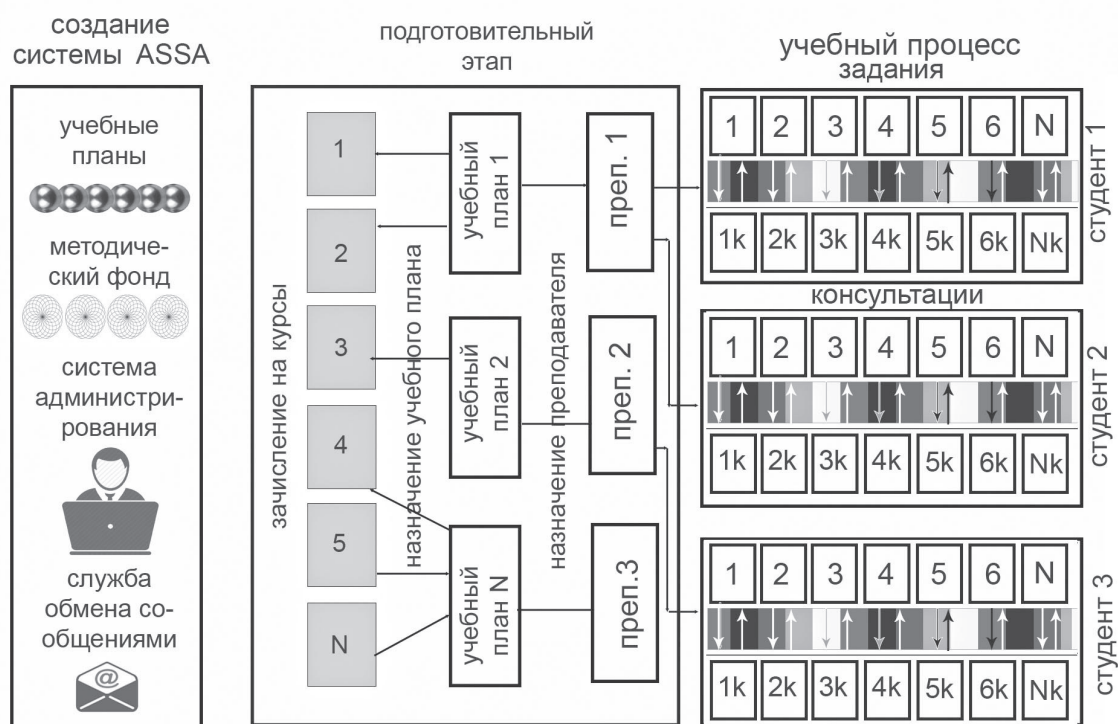 создание
системы ASSA
учебные
планы
методиче-
ский фонд
система
администри-
рования
служба
обмена со-
общениями
@
подготовительный
этап
зачисление на курсы
1
2
3
4
5
N
назначение учебного плана
учебный
план 1
учебный
план 2
учебный
план N
назначение преподавателя
преп. 1
преп. 2
преп.3
учебный процесс
задания
1 2 3 4 5 6 N
1k 2k 3k 4k 5k 6k Nk
студент 1
консультации
1 2 3 4 5 6 N
1k 2k 3k 4k 5k 6k Nk
студент 2
1 2 3 4 5 6 N
1k 2k 3k 4k 5k 6k Nk
студент 3